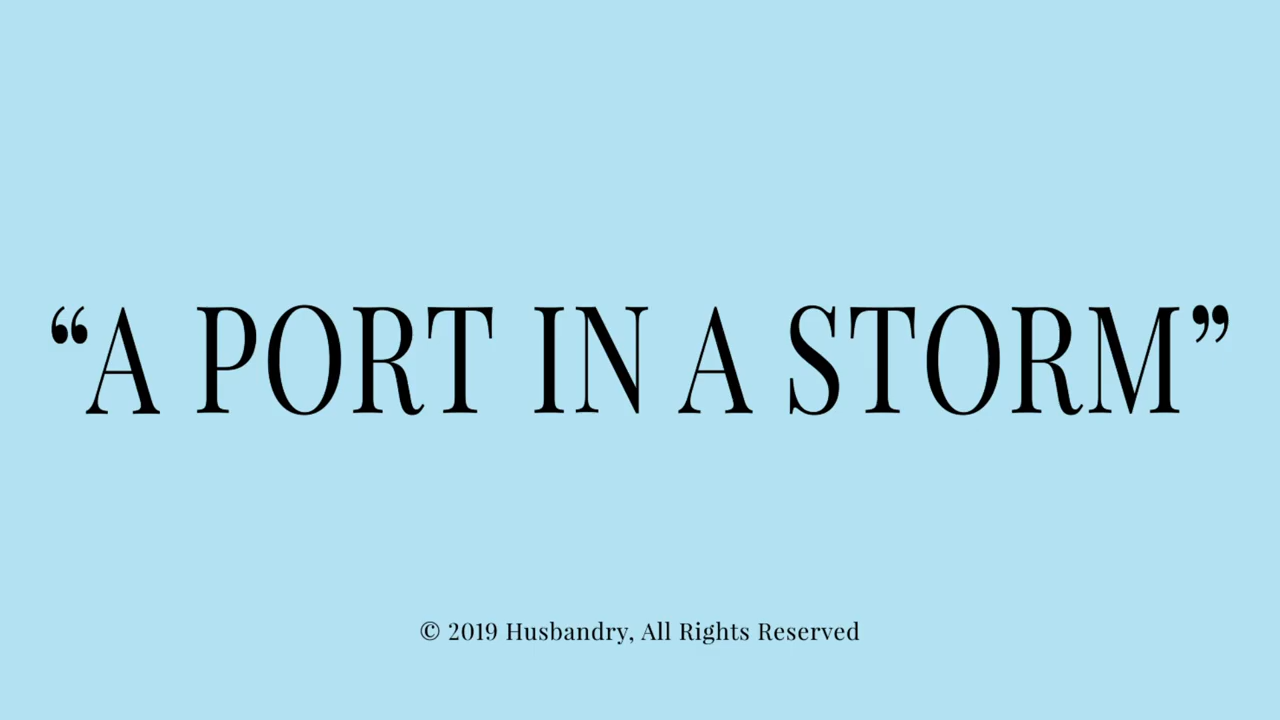 “A PORT IN A STORM”
© 2019 Husbandry, All Rights Reserved